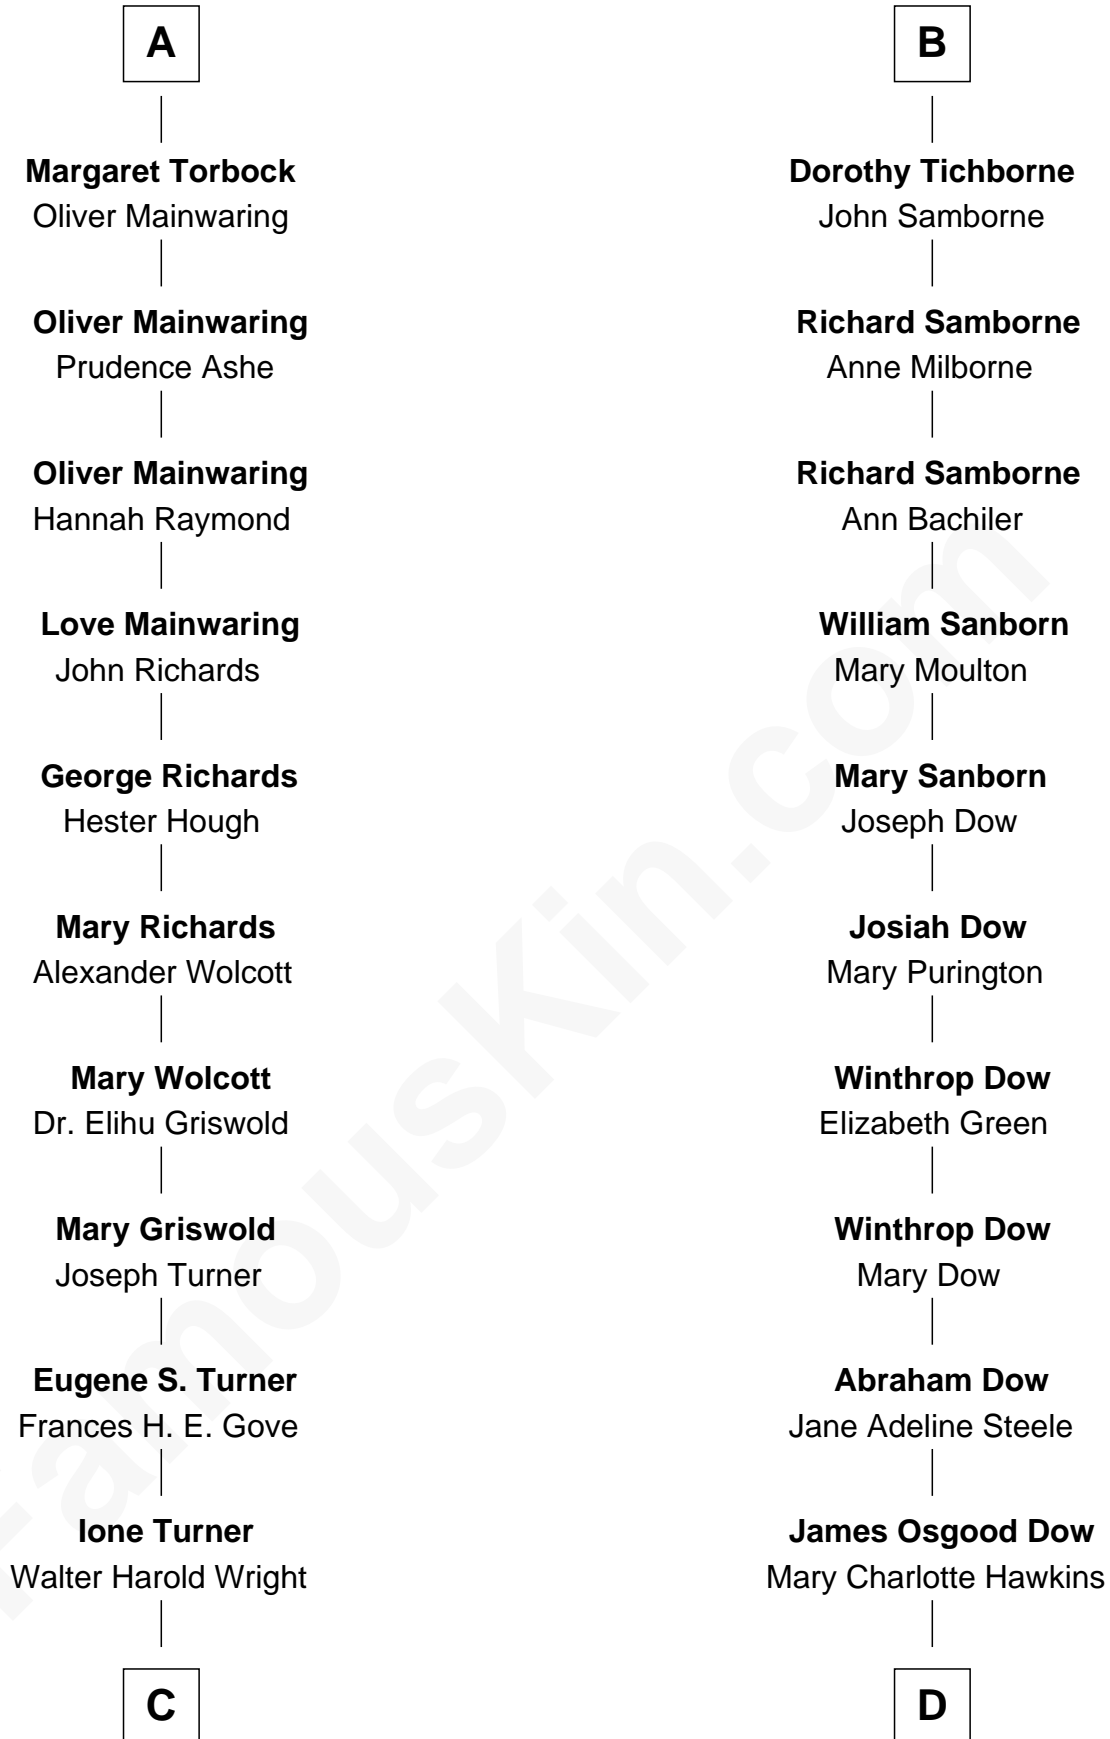 A
Margaret Torbock
Oliver Mainwaring
Oliver Mainwaring
Prudence Ashe
Oliver Mainwaring
Hannah Raymond
Love Mainwaring
John Richards
George Richards
Hester Hough
Mary Richards
Alexander Wolcott
Mary Wolcott
Dr. Elihu Griswold
Mary Griswold
Joseph Turner
Eugene S. Turner
Frances H. E. Gove
Ione Turner
Walter Harold Wright
C
B
Dorothy Tichborne
John Samborne
Richard Samborne
Anne Milborne
Richard Samborne
Ann Bachiler
William Sanborn
Mary Moulton
Mary Sanborn
Joseph Dow
Josiah Dow
Mary Purington
Winthrop Dow
Elizabeth Green
Winthrop Dow
Mary Dow
Abraham Dow
Jane Adeline Steele
James Osgood Dow
Mary Charlotte Hawkins
D
FamousKin.com